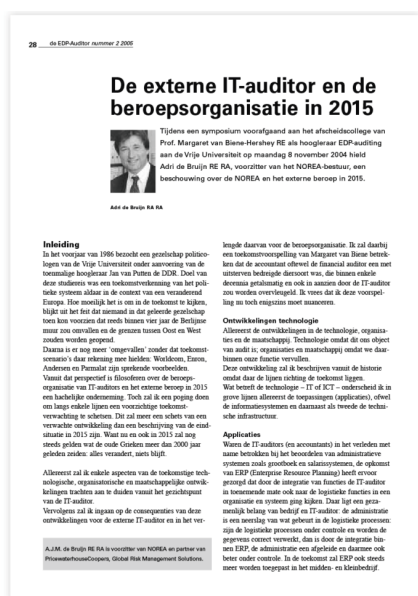 28 de EDP-Auditor nummer 2 2005
De externe IT-auditor en de
beroepsorganisatie in 2015
Tijdens een symposium voorafgaand aan het afscheidscollege van
Prof. Margaret van Biene-Hershey RE als hoogleraar EDP-auditing
aan de Vrije Universiteit op maandag 8 november 2004 hield
Adri de Bruijn RE RA, voorzitter van het NOREA-bestuur, een
beschouwing over de NOREA en het externe beroep in 2015.
Adri de Bruijn RA RA
Inleiding
In het voorjaar van 1986 bezocht een gezelschap politico-
logen van de Vrije Universiteit onder aanvoering van de
toenmalige hoogleraar Jan van Putten de DDR. Doel van
deze studiereis was een toekomstverkenning van het poli-
tieke systeem aldaar in de context van een veranderend
Europa. Hoe moeilijk het is om in de toekomst te kijken,
blijkt uit het feit dat niemand in dat geleerde gezelschap
toen kon voorzien dat reeds binnen vier jaar de Berlijnse
muur zou omvallen en de grenzen tussen Oost en West
zouden worden geopend.
Daarna is er nog meer 'omgevallen' zonder dat toekomst-
scenario's daar rekening mee hielden: Worldcom, Enron,
Andersen en Parmalat zijn sprekende voorbeelden.
Vanuit dat perspectief is filosoferen over de beroeps-
organisatie van IT-auditors en het externe beroep in 2015
een hachelijke onderneming. Toch zal ik een poging doen
om langs enkele lijnen een voorzichtige toekomst-
verwachting te schetsen. Dit zal meer een schets van een
verwachte ontwikkeling dan een beschrijving van de eind-
situatie in 2015 zijn. Want nu en ook in 2015 zal nog
steeds gelden wat de oude Grieken meer dan 2000 jaar
geleden zeiden: alles verandert, niets blijft.
Allereerst zal ik enkele aspecten van de toekomstige tech-
nologische, organisatorische en maatschappelijke ontwik-
kelingen trachten aan te duiden vanuit het gezichtspunt
van de IT-auditor.
Vervolgens zal ik ingaan op de consequenties van deze
ontwikkelingen voor de externe IT-auditor en in het ver-
A.J.M. de Bruijn RE RA is voorzitter van NOREA en partner van
PricewaterhouseCoopers, Global Risk Management Solutions.
lengde daarvan voor de beroepsorganisatie. Ik zal daarbij
een toekomstvoorspelling van Margaret van Biene betrek-
ken dat de accountant oftewel de financial auditor een met
uitsterven bedreigde diersoort was, die binnen enkele
decennia getalsmatig en ook in aanzien door de IT-auditor
zou worden overvleugeld. Ik vrees dat ik deze voorspel-
ling nu toch enigszins moet nuanceren.
Ontwikkelingen technologie
Allereerst de ontwikkelingen in de technologie, organisa-
ties en de maatschappij. Technologie omdat dit ons object
van audit is; organisaties en maatschappij omdat we daar-
binnen onze functie vervullen.
Deze ontwikkeling zal ik beschrijven vanuit de historie
omdat daar de lijnen richting de toekomst liggen.
Wat betreft de technologie – IT of ICT – onderscheid ik in
grove lijnen allereerst de toepassingen (applicaties), ofwel
de informatiesystemen en daarnaast als tweede de techni-
sche infrastructuur.
Applicaties
Waren de IT-auditors (en accountants) in het verleden met
name betrokken bij het beoordelen van administratieve
systemen zoals grootboek en salarissystemen, de opkomst
van ERP (Enterprise Resource Planning) heeft ervoor
gezorgd dat door de integratie van functies de IT-auditor
in toenemende mate ook naar de logistieke functies in een
organisatie en systeem ging kijken. Daar ligt een geza-
menlijk belang van bedrijf en IT-auditor: de administratie
is een neerslag van wat gebeurt in de logistieke processen:
zijn de logistieke processen onder controle en worden de
gegevens correct verwerkt, dan is door de integratie bin-
nen ERP, de administratie een afgeleide en daarmee ook
beter onder controle. In de toekomst zal ERP ook steeds
meer worden toegepast in het midden- en kleinbedrijf.